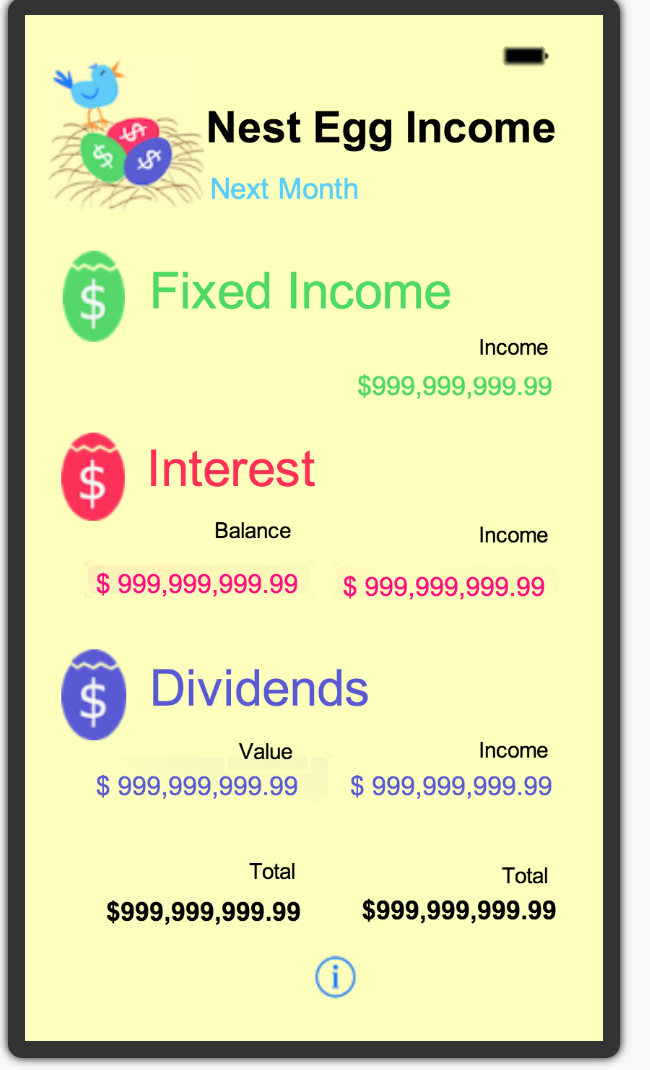 Nest Egg Income
Next Month
$ $ $
$ Fixed Income
Income
$999,999,999.99
$ Interest
Balance Income
$ 999,999,999.99 $ 999,999,999.99
$ Dividends
Value Income
$ 999,999,999.99 $ 999,999,999.99
Total Total
$999,999,999.99 $999,999,999.99
i